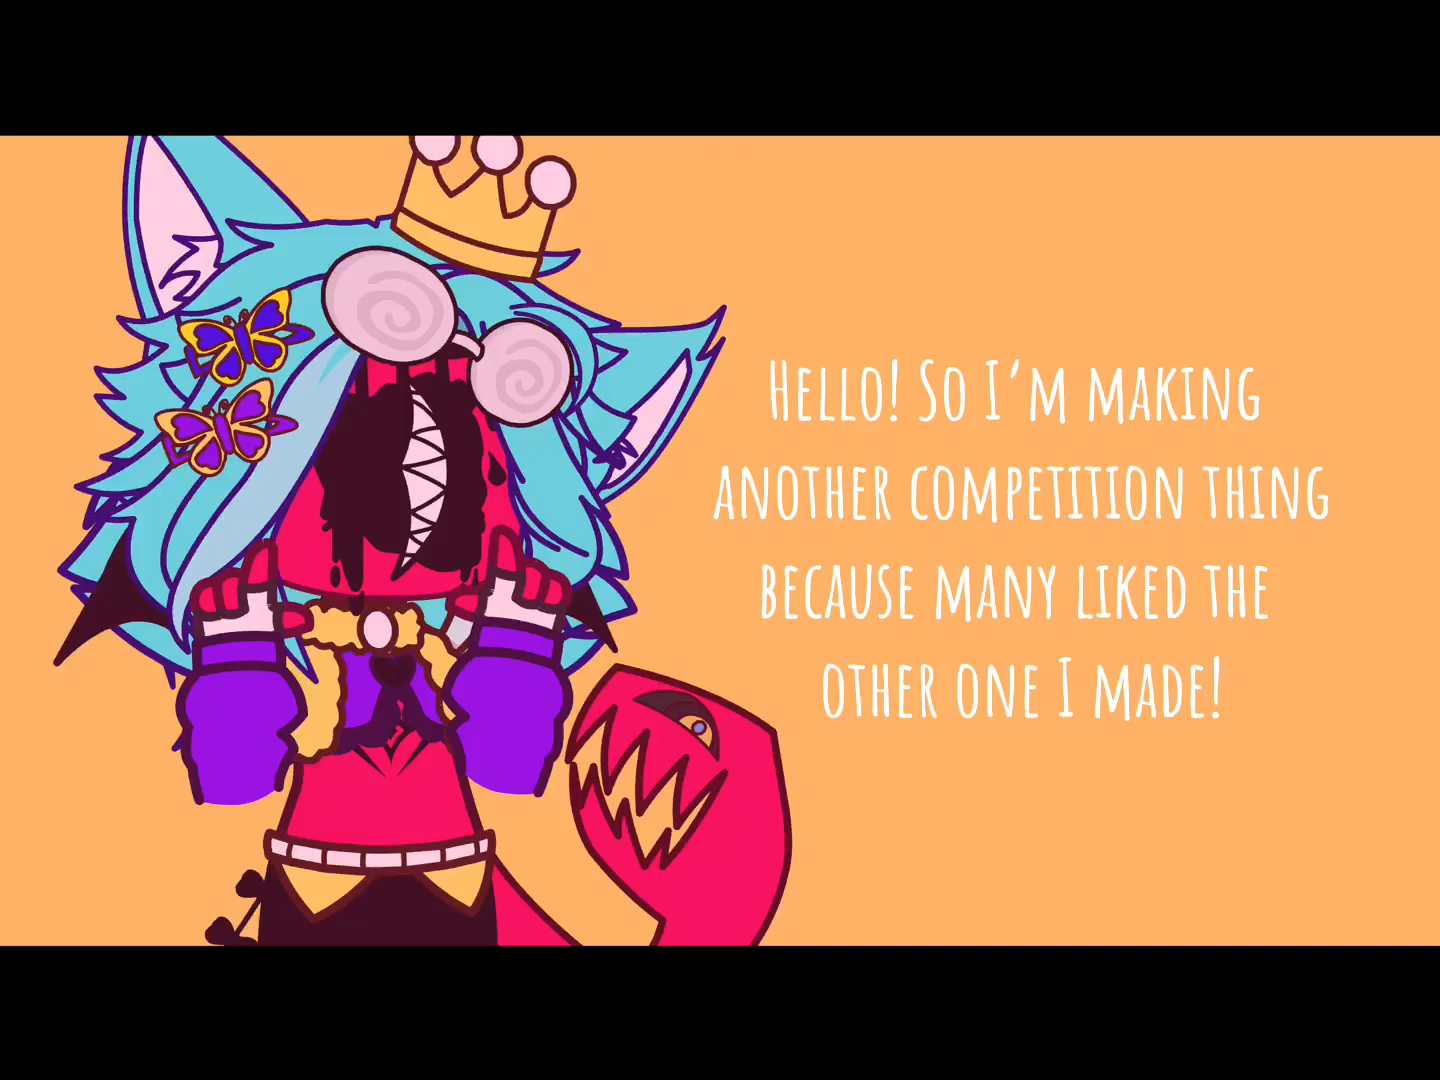 Hello! So I'm making
another competition thing
because many liked the
other one I made!